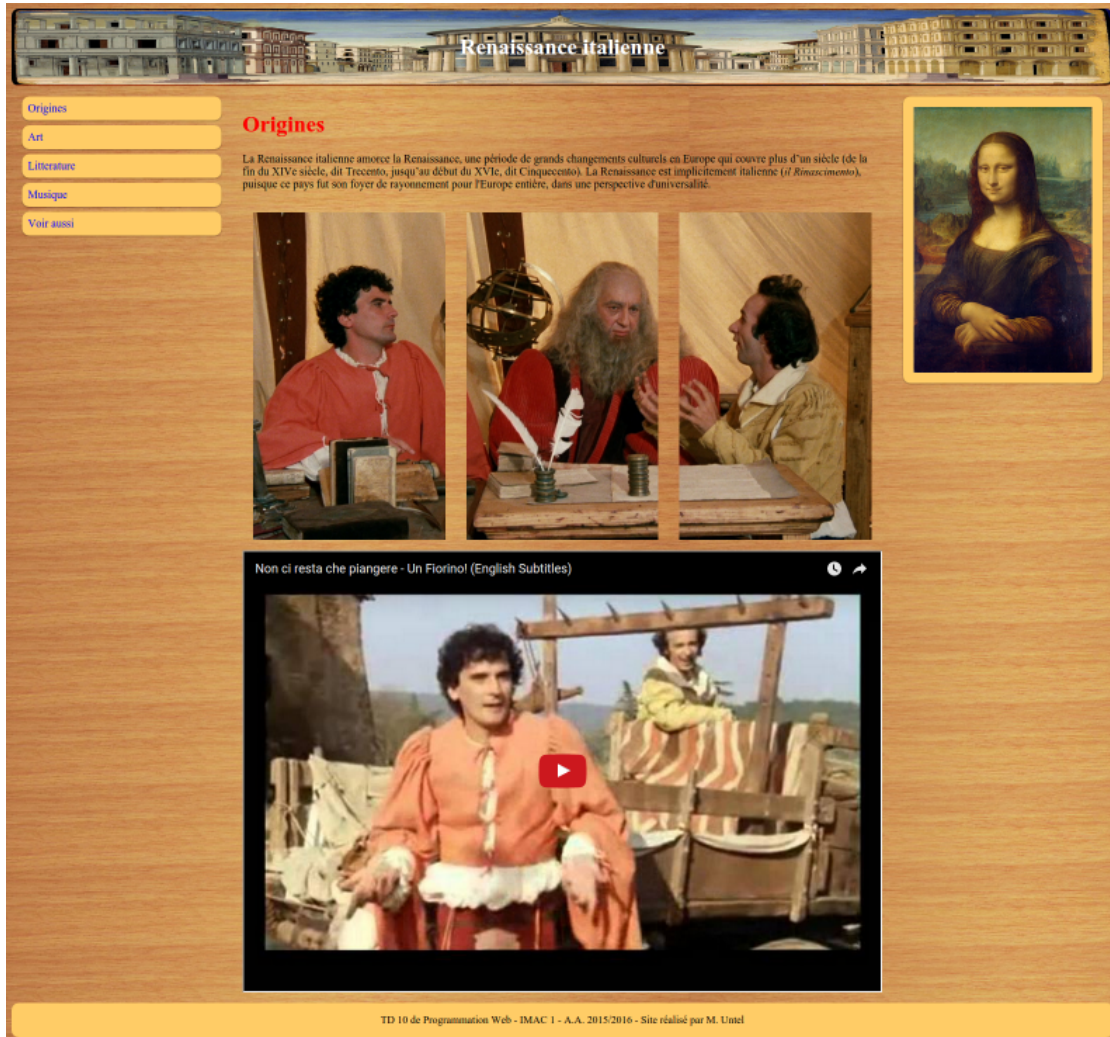 Renaissance italienne
Origines
Art
Litterature
Musique
Voir aussi
Origines
La Renaissance italienne amorce la Renaissance, une période de grands changements culturels en Europe qui couvre plus d'un siècle (de la
fin du XIVe siècle, dit Trecento, jusqu'au début du XVIe, dit Cinquecento). La Renaissance est implicitement italienne (il Rinascimento),
puisque ce pays fut son foyer de rayonnement pour l'Europe entière, dans une perspective d'universalité.
Non ci resta che piangere - Un Fiorino! (English Subtitles)
TD 10 de Programmation Web - IMAC 1 - A.A. 2015/2016 - Site réalisé par M. Untel